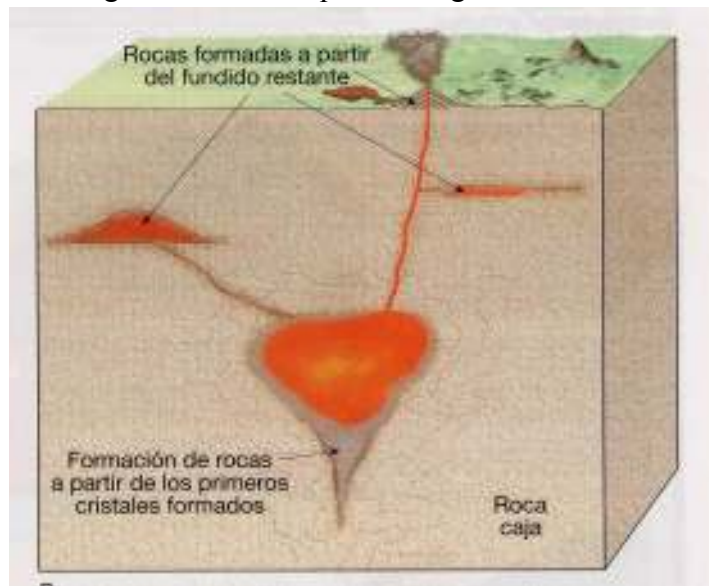 Rocas formadas a partir
del fundido restante
Formación de rocas
a partir de los primeros
cristales formados
Roca
caja